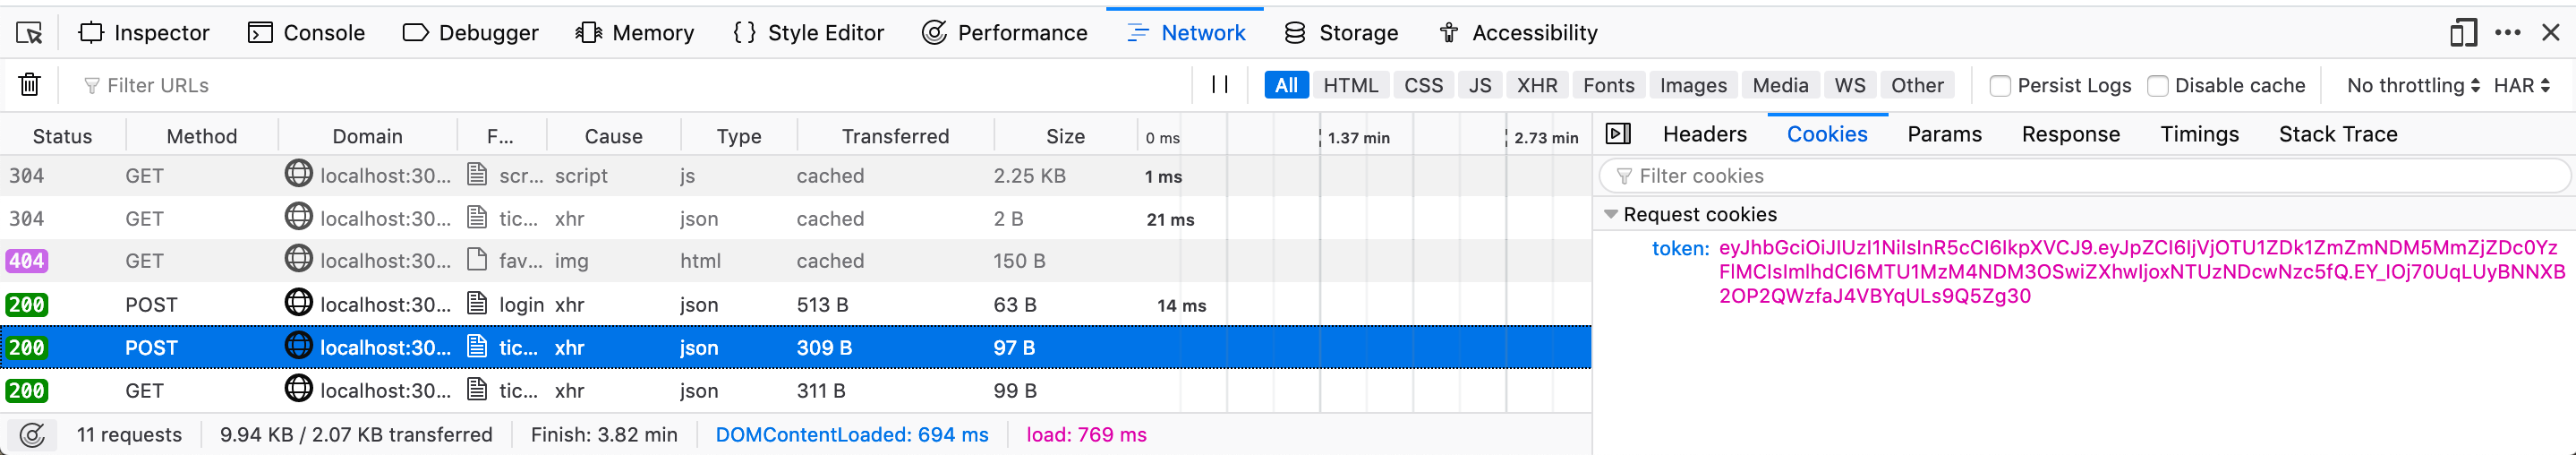 Inspector Console Debugger Memory {} Style Editor Performance Network Storage Accessibility
Filter URLs All HTML CSS JS XHR Fonts Images Media WS Other Persist Logs Disable cache No throttling HAR
Status Method Domain F... Cause Type Transferred Size 0 ms 1.37 min 2.73 min
304 GET localhost:30... scr... script js cached 2.25 KB 1 ms
304 GET localhost:30... tic... xhr json cached 2 B 21 ms
404 GET localhost:30... fav... img html cached 150 B
200 POST localhost:30... login xhr json 513 B 63 B 14 ms
200 POST localhost:30... tic... xhr json 309 B 97 B
200 GET localhost:30... tic... xhr json 311 B 99 B
11 requests 9.94 KB / 2.07 KB transferred Finish: 3.82 min DOMContentLoaded: 694 ms load: 769 ms
Headers Cookies Params Response Timings Stack Trace
Filter cookies
Request cookies
token: eyJhbGciOiJIUzI1NiIsInR5cCI6IkpXVCJ9.eyJpZCI6IjVjOTU1ZDk1ZmZmNDM5MmZjZDc0Yz
FlMCIsImlhdCI6MTU1MzM4NDM3OSwiZXhwIjoxNTUzNDcwNzc5fQ.EY_IOj70UqLUyBNNXB
2OP2QWzfaJ4VBYqULs9Q5Zg30